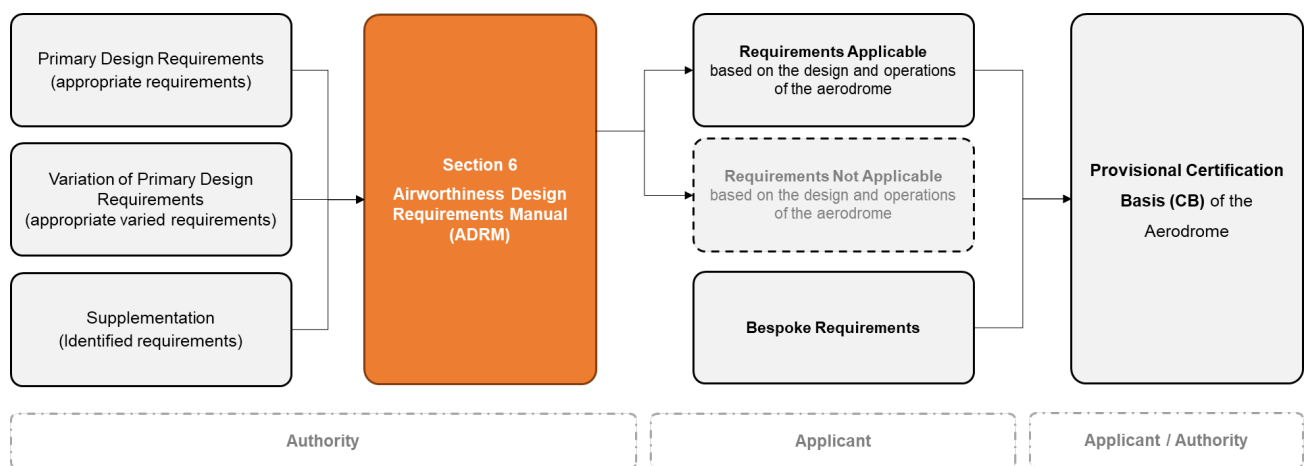 Primary Design Requirements
(appropriate requirements)
Variation of Primary Design
Requirements
(appropriate varied requirements)
Supplementation
(Identified requirements)
Section 6
Airworthiness Design
Requirements Manual
(ADRM)
Requirements Applicable
based on the design and operations
of the aerodrome
Requirements Not Applicable
based on the design and operations
of the aerodrome
Bespoke Requirements
Provisional Certification
Basis (CB) of the
Aerodrome
Authority
Applicant
Applicant / Authority